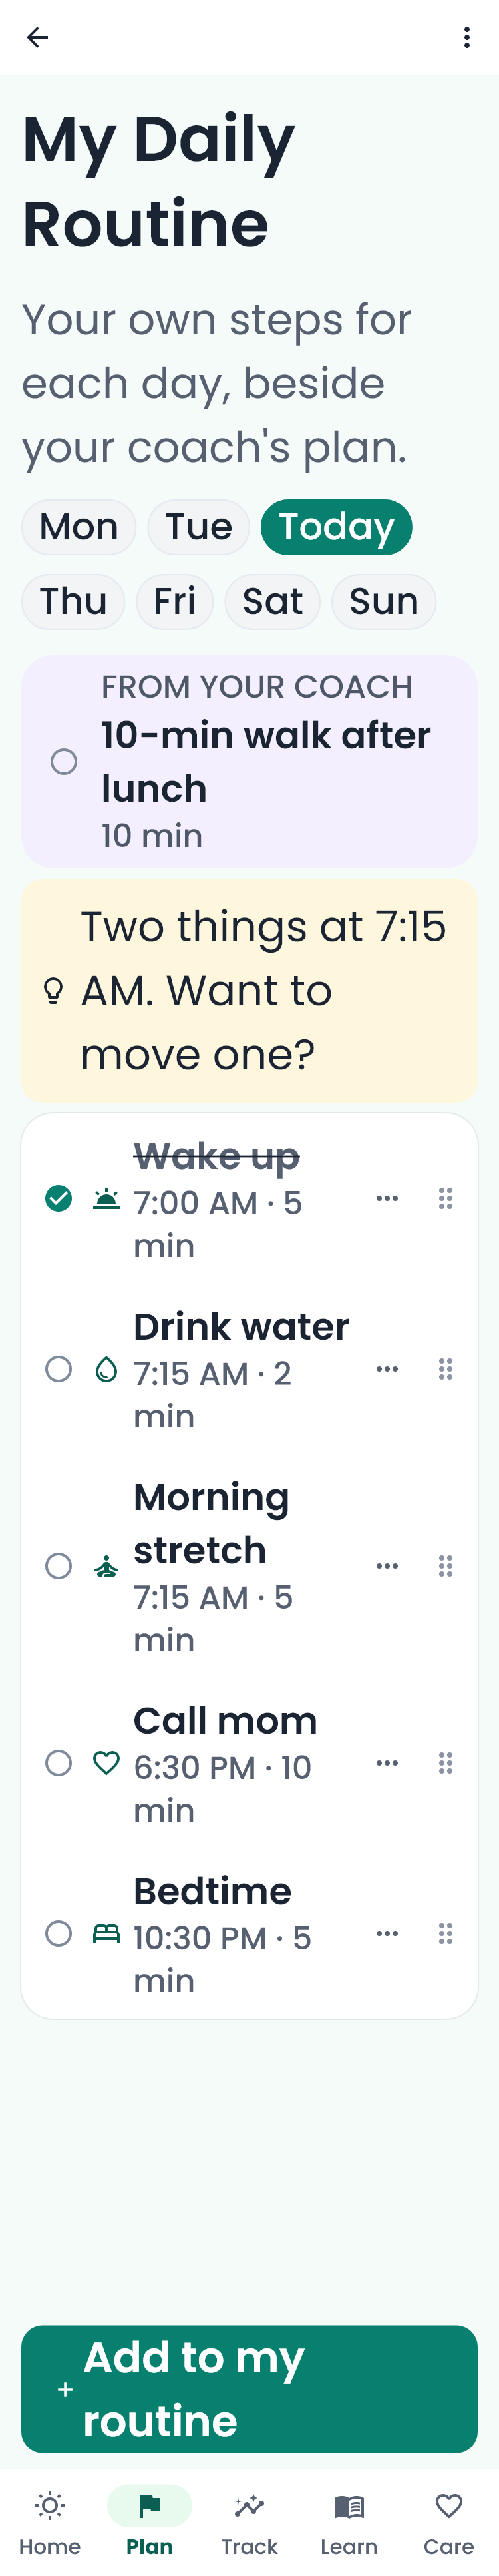 My Daily
Routine
Your own steps for
each day, beside
your coach's plan.
Mon Tue Today
Thu Fri Sat Sun
FROM YOUR COACH
10-min walk after
lunch
10 min
Two things at 7:15
AM. Want to
move one?
Wake up
7:00 AM · 5
min
Drink water
7:15 AM · 2
min
Morning
stretch
7:15 AM · 5
min
Call mom
6:30 PM · 10
min
Bedtime
10:30 PM · 5
min
+ Add to my
routine
Home Plan Track Learn Care